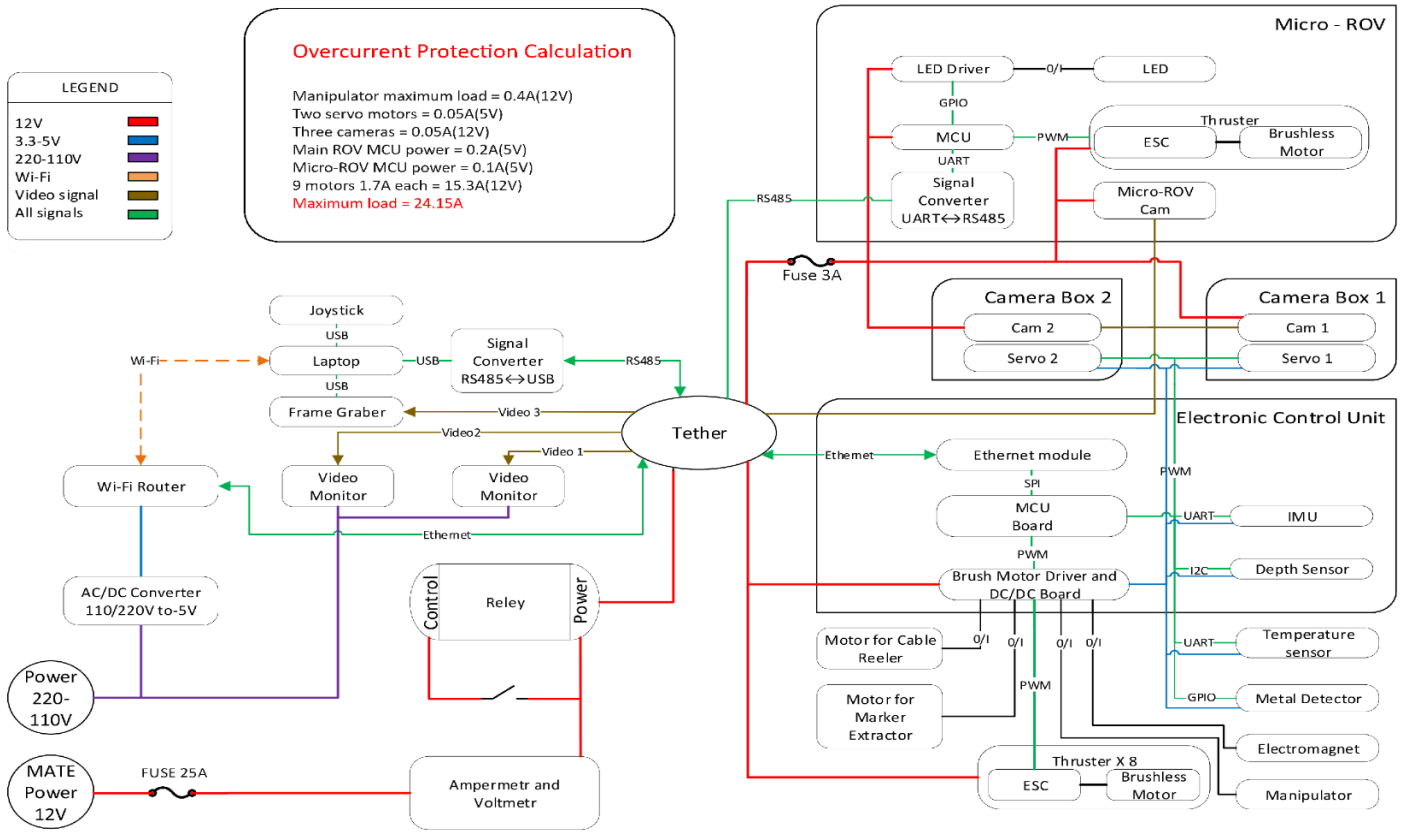 Micro - ROV
Overcurrent Protection Calculation
Manipulator maximum load = 0.4A(12V)
Two servo motors = 0.05A(5V)
Three cameras = 0.05A(12V)
Main ROV MCU power = 0.2A(5V)
Micro-ROV MCU power = 0.1A(5V)
9 motors 1.7A each = 15.3A(12V)
Maximum load = 24.15A
LEGEND
12V
3.3-5V
220-110V
Wi-Fi
Video signal
All signals
LED Driver
0/I
LED
GPIO
MCU
PWM
Thruster
ESC
Brushless
Motor
UART
Signal
Converter
UART↔RS485
RS485
Micro-ROV
Cam
Fuse 3A
Camera Box 2
Cam 2
Servo 2
Camera Box 1
Cam 1
Servo 1
Joystick
USB
Laptop
USB
Signal
Converter
RS485↔USB
RS485
USB
Frame Graber
Wi-Fi
Video 3
Video2
Video 1
Tether
Wi-Fi Router
Video
Monitor
Video
Monitor
Ethernet
AC/DC Converter
110/220V to-5V
Control
Reley
Power
Power
220-
110V
MATE
Power
12V
FUSE 25A
Ampermetr and
Voltmetr
Electronic Control Unit
Ethernet
Ethernet module
SPI
MCU
Board
PWM
Brush Motor Driver and
DC/DC Board
PWM
UART
IMU
I2C
Depth Sensor
Motor for Cable
Reeler
0/I
0/I
0/I
0/I
UART
Temperature
sensor
PWM
GPIO
Metal Detector
Motor for
Marker
Extractor
Electromagnet
Thruster X 8
ESC
Brushless
Motor
Manipulator